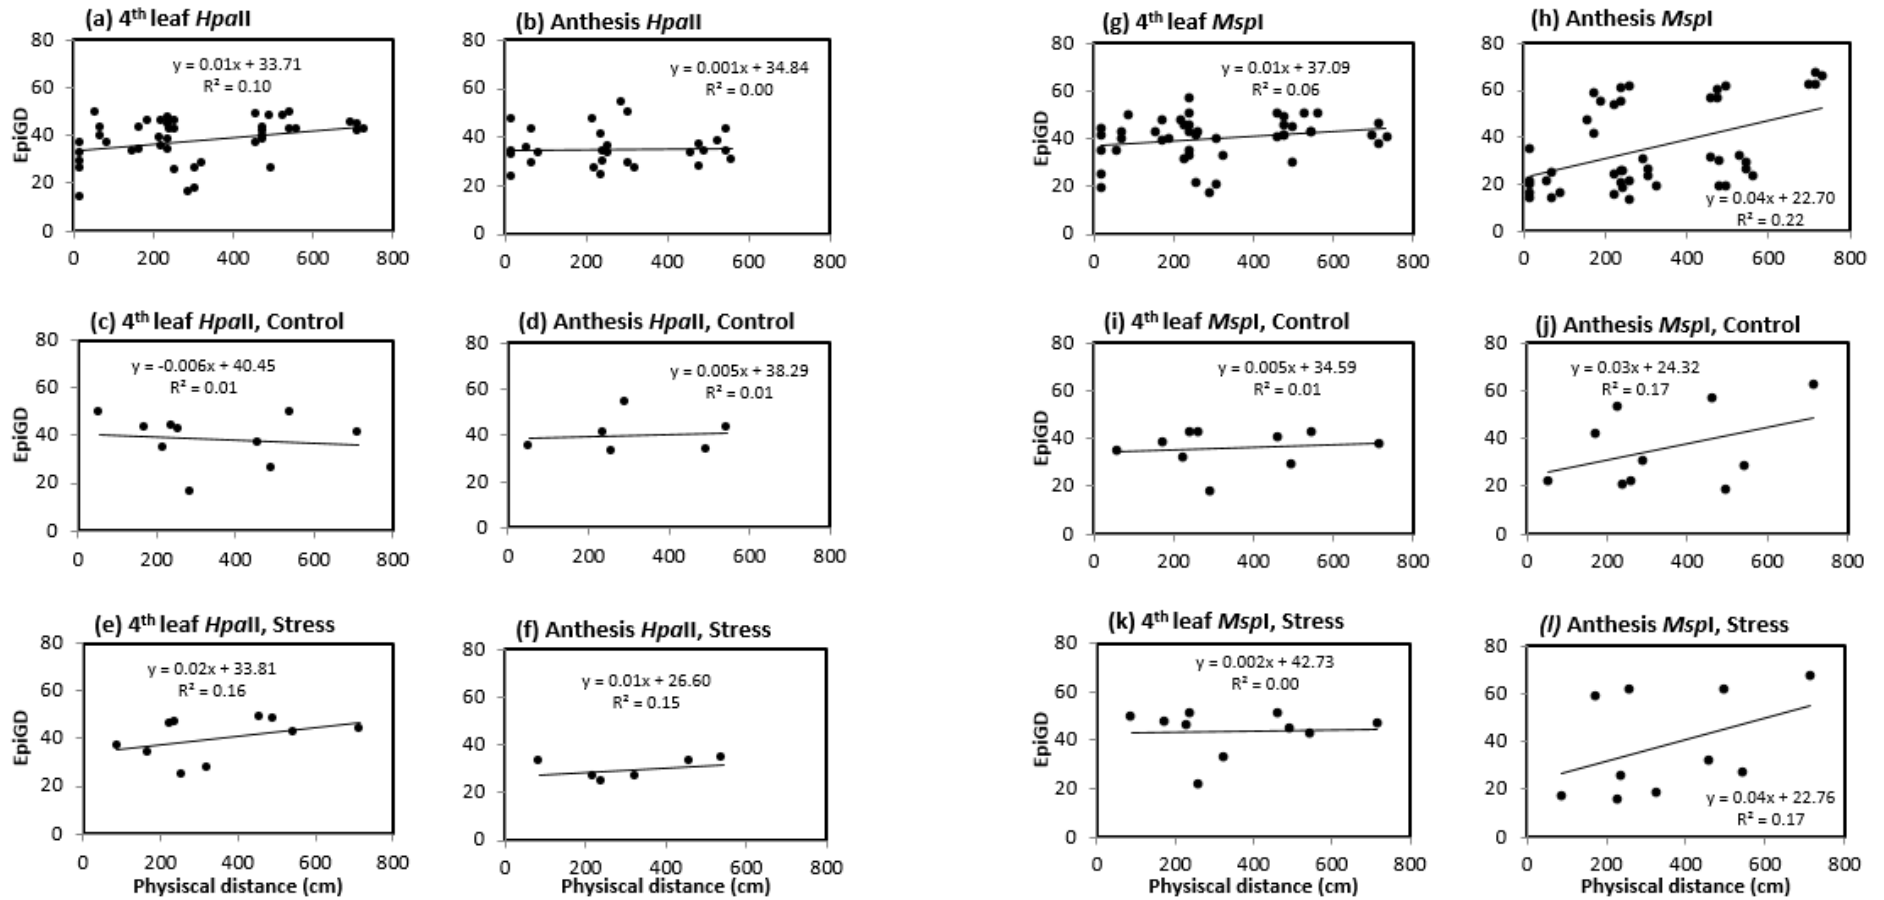 (a) 4th leaf HpaII
y = 0.01x + 33.71
R² = 0.10
EpiGD
80
60
40
20
0
0 200 400 600 800
(b) Anthesis HpaII
y = 0.001x + 34.84
R² = 0.00
80
60
40
20
0
0 200 400 600 800
(g) 4th leaf MspI
y = 0.01x + 37.09
R² = 0.06
EpiGD
80
60
40
20
0
0 200 400 600 800
(h) Anthesis MspI
80
60
40
20
0
y = 0.04x + 22.70
R² = 0.22
0 200 400 600 800
(c) 4th leaf HpaII, Control
y = -0.006x + 40.45
R² = 0.01
EpiGD
80
60
40
20
0
0 200 400 600 800
(d) Anthesis HpaII, Control
y = 0.005x + 38.29
R² = 0.01
80
60
40
20
0
0 200 400 600 800
(i) 4th leaf MspI, Control
y = 0.005x + 34.59
R² = 0.01
EpiGD
80
60
40
20
0
0 200 400 600 800
(j) Anthesis MspI, Control
y = 0.03x + 24.32
R² = 0.17
80
60
40
20
0
0 200 400 600 800
(e) 4th leaf HpaII, Stress
y = 0.02x + 33.81
R² = 0.16
EpiGD
80
60
40
20
0
0 200 400 600 800
Physiscal distance (cm)
(f) Anthesis HpaII, Stress
y = 0.01x + 26.60
R² = 0.15
80
60
40
20
0
0 200 400 600 800
Physiscal distance (cm)
(k) 4th leaf MspI, Stress
y = 0.002x + 42.73
R² = 0.00
EpiGD
80
60
40
20
0
0 200 400 600 800
Physiscal distance (cm)
(l) Anthesis MspI, Stress
80
60
40
20
0
y = 0.04x + 22.76
R² = 0.17
0 200 400 600 800
Physiscal distance (cm)